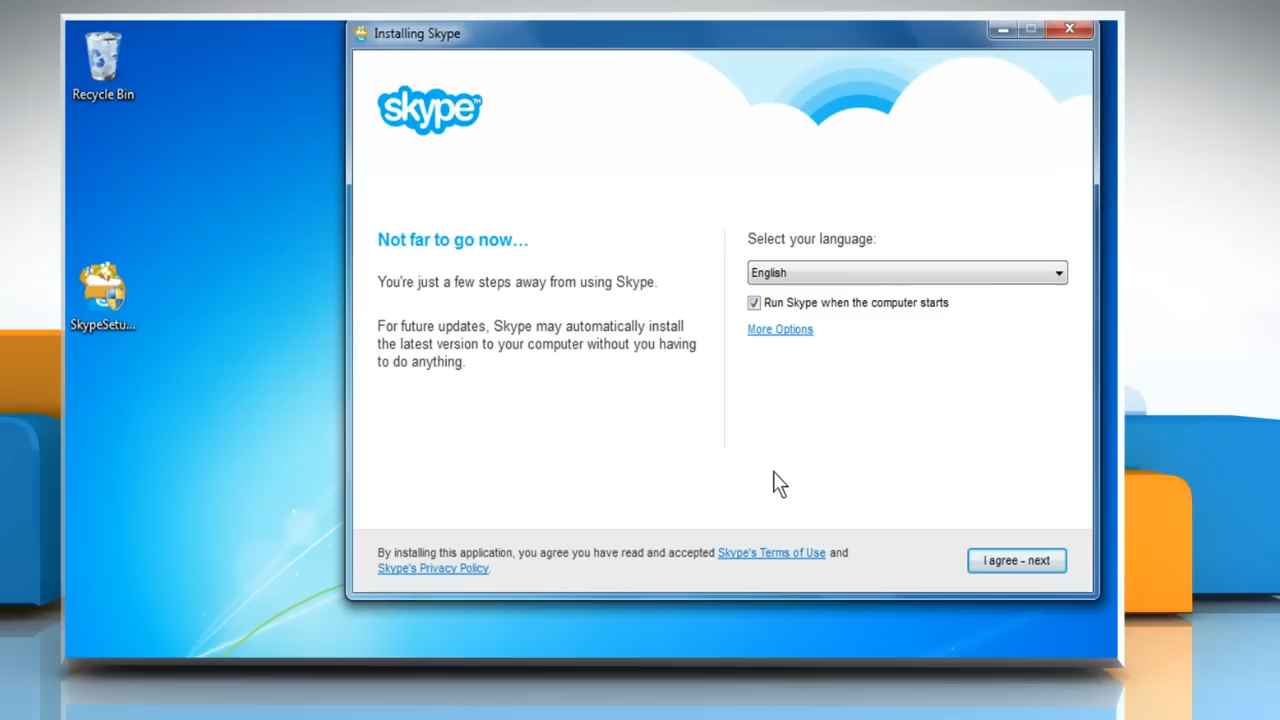 Installing Skype
Recycle Bin
skype™
Not far to go now…
Select your language:
English
You're just a few steps away from using Skype.
Run Skype when the computer starts
SkypeSetu...
For future updates, Skype may automatically install
the latest version to your computer without you having
to do anything.
More Options
By installing this application, you agree you have read and accepted Skype's Terms of Use and
Skype's Privacy Policy.
I agree - next